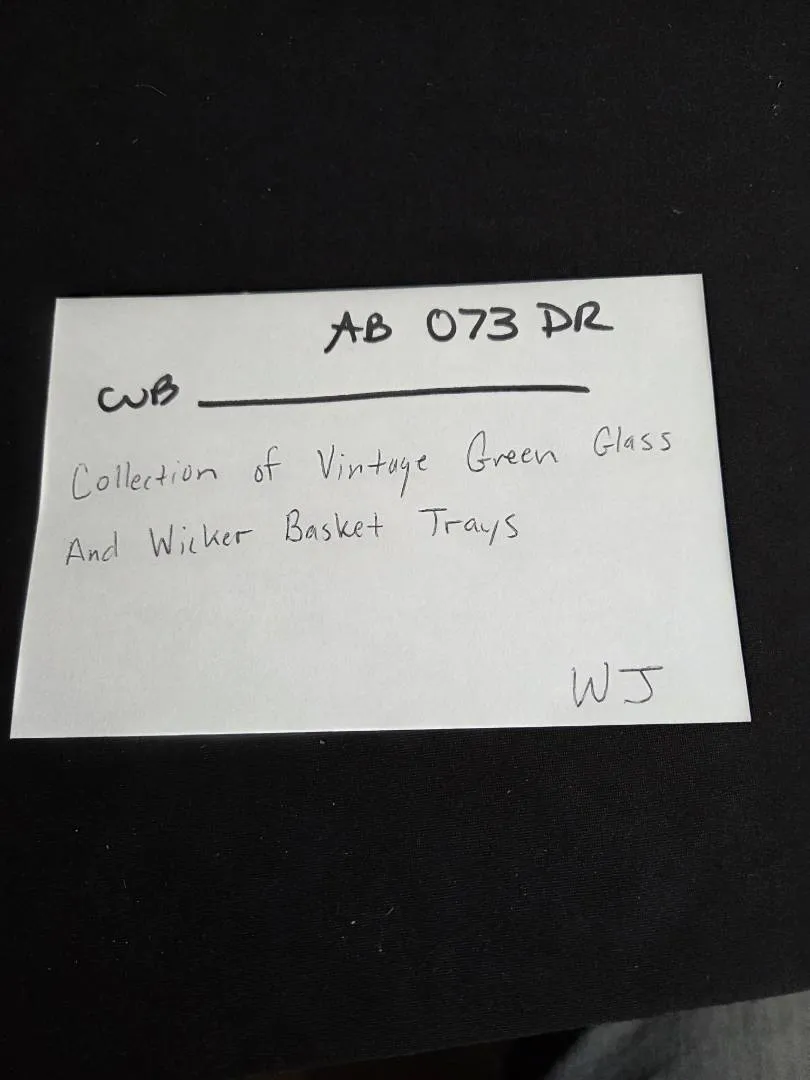 AB 073 DR
WB
Collection of Vintage Green Glass
And Wicker Basket Trays
WJ